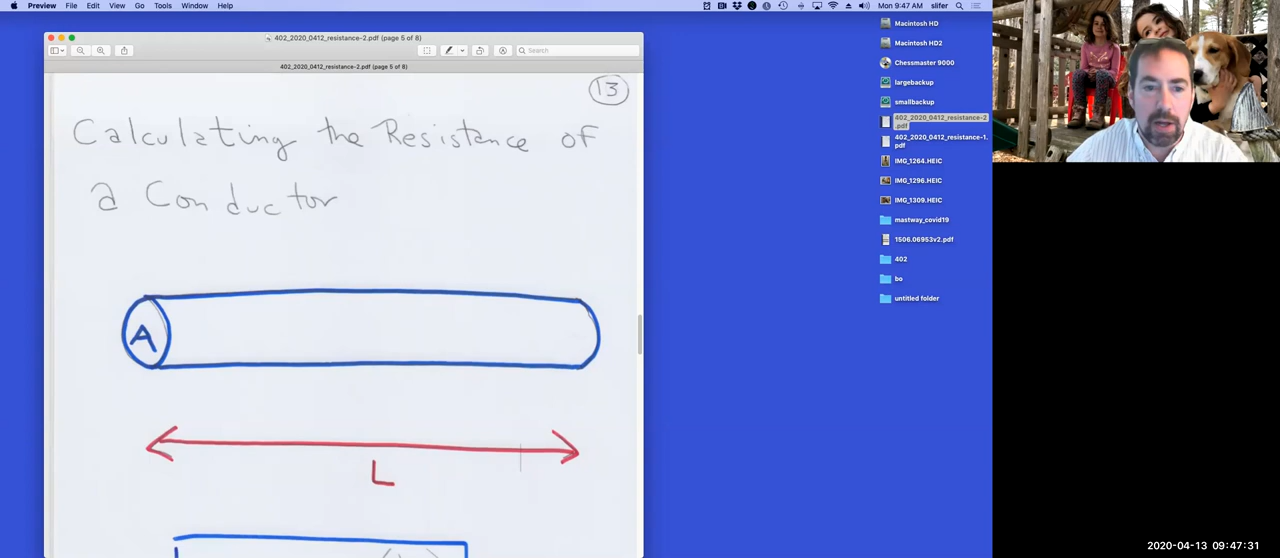 Preview File Edit View Go Tools Window Help
Mon 9:47 AM slifer
402_2020_0412_resistance-2.pdf (page 5 of 8)
Search
402_2020_0412_resistance-2.pdf (page 5 of 8)
13
Calculating the Resistance of
a Conductor
A
L
Macintosh HD
Macintosh HD2
Chessmaster 9000
largebackup
smallbackup
402_2020_0412_resistance-2
.pdf
402_2020_0412_resistance-1.
pdf
IMG_1264.HEIC
IMG_1296.HEIC
IMG_1309.HEIC
mastway_covid19
1506.06953v2.pdf
402
bo
untitled folder
2020-04-13 09:47:31